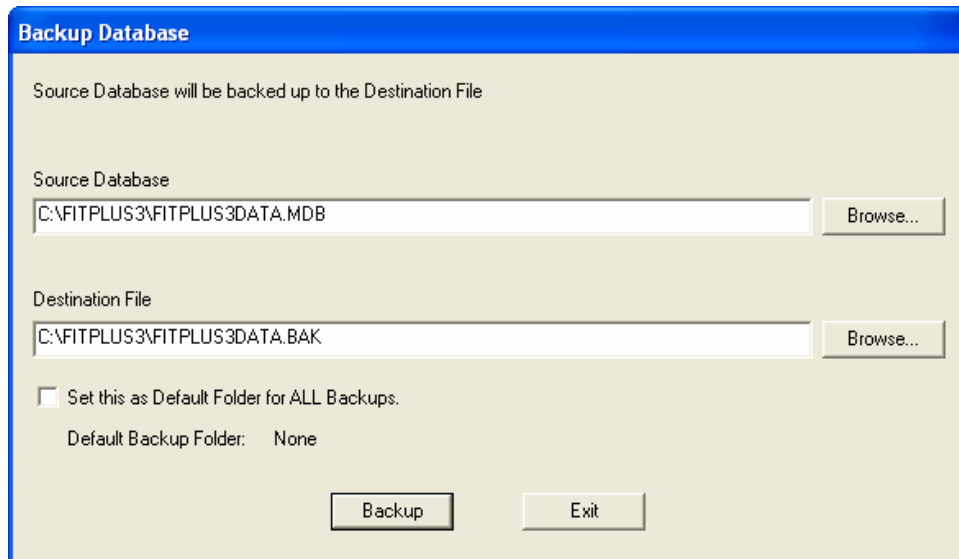 Backup Database
Source Database will be backed up to the Destination File
Source Database
C:\FITPLUS3\FITPLUS3DATA.MDB
Browse...
Destination File
C:\FITPLUS3\FITPLUS3DATA.BAK
Browse...
Set this as Default Folder for ALL Backups.
Default Backup Folder: None
Backup Exit